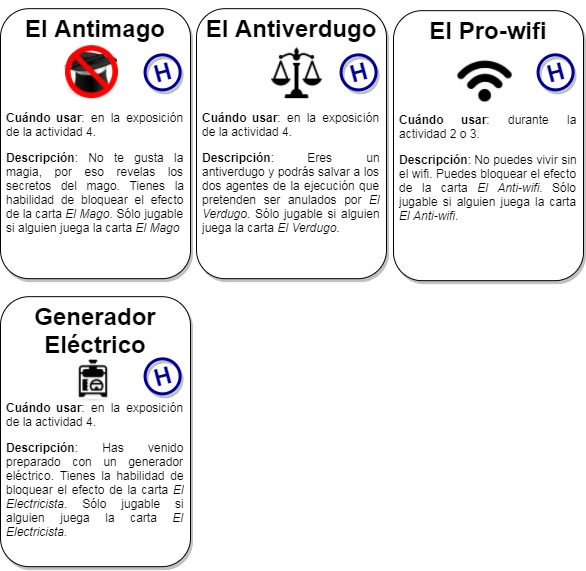 El Antimago
H
Cuándo usar: en la exposición
de la actividad 4.
Descripción: No te gusta la
magia, por eso revelas los
secretos del mago. Tienes la
habilidad de bloquear el efecto
de la carta El Mago. Sólo jugable
si alguien juega la carta El Mago
El Antiverdugo
H
Cuándo usar: en la exposición
de la actividad 4.
Descripción: Eres un
antiverdugo y podrás salvar a los
dos agentes de la ejecución que
pretenden ser anulados por El
Verdugo. Sólo jugable si alguien
juega la carta El Verdugo.
El Pro-wifi
H
Cuándo usar: durante la
actividad 2 o 3.
Descripción: No puedes vivir sin
el wifi. Puedes bloquear el efecto
de la carta El Anti-wifi. Sólo
jugable si alguien juega la carta
El Anti-wifi.
Generador
Eléctrico
H
Cuándo usar: en la exposición
de la actividad 4.
Descripción: Has venido
preparado con un generador
eléctrico. Tienes la habilidad de
bloquear el efecto de la carta El
Electricista. Sólo jugable si
alguien juega la carta El
Electricista.